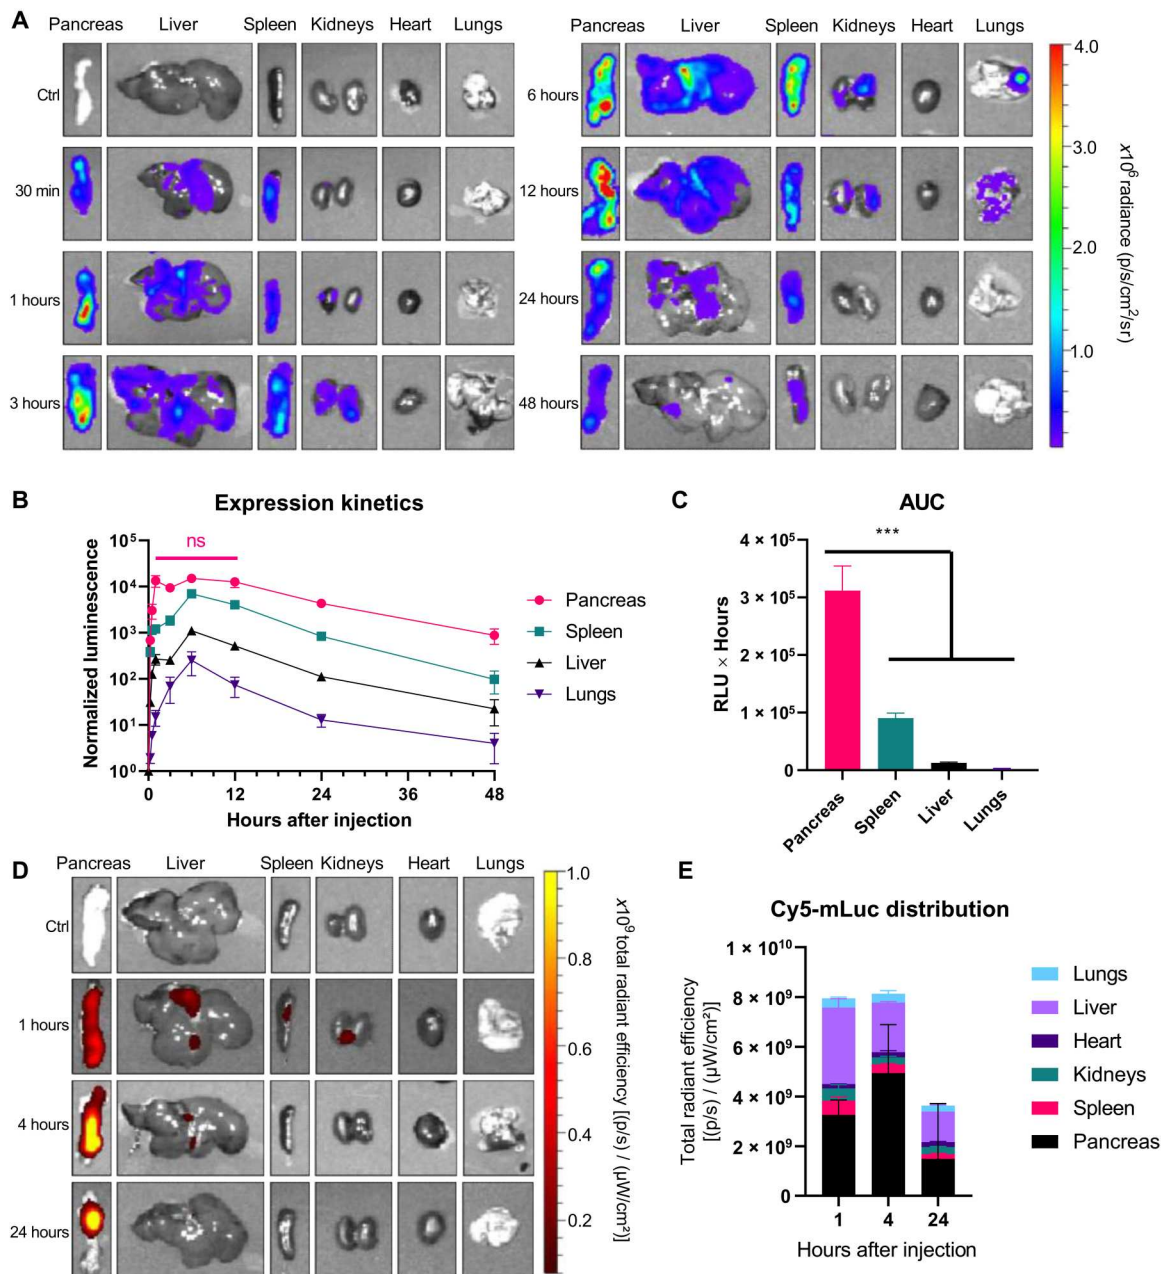 A
Pancreas Liver Spleen Kidneys Heart Lungs
Ctrl
30 min
1 hours
3 hours
Pancreas Liver Spleen Kidneys Heart Lungs
6 hours
12 hours
24 hours
48 hours
4.0
3.0
2.0
1.0
x10⁶ radiance (p/s/cm²/sr)
B
Expression kinetics
Normalized luminescence
10⁵
10⁴
10³
10²
10¹
10⁰
ns
0 12 24 36 48
Hours after injection
Pancreas
Spleen
Liver
Lungs
C
AUC
RLU × Hours
4 × 10⁵
3 × 10⁵
2 × 10⁵
1 × 10⁵
0
***
Pancreas
Spleen
Liver
Lungs
D
Pancreas Liver Spleen Kidneys Heart Lungs
Ctrl
1 hours
4 hours
24 hours
1.0
0.8
0.6
0.4
0.2
x10⁹ total radiant efficiency [(p/s) / (µW/cm²)]
E
Cy5-mLuc distribution
Total radiant efficiency
[(p/s) / (µW/cm²)]
1 × 10¹⁰
8 × 10⁹
6 × 10⁹
4 × 10⁹
2 × 10⁹
0
1 4 24
Hours after injection
Lungs
Liver
Heart
Kidneys
Spleen
Pancreas